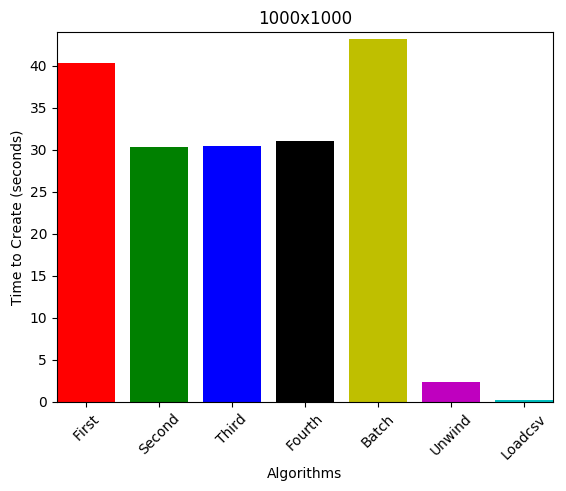 1000x1000
Time to Create (seconds)
40
35
30
25
20
15
10
5
0
First
Second
Third
Fourth
Batch
Unwind
Loadcsv
Algorithms